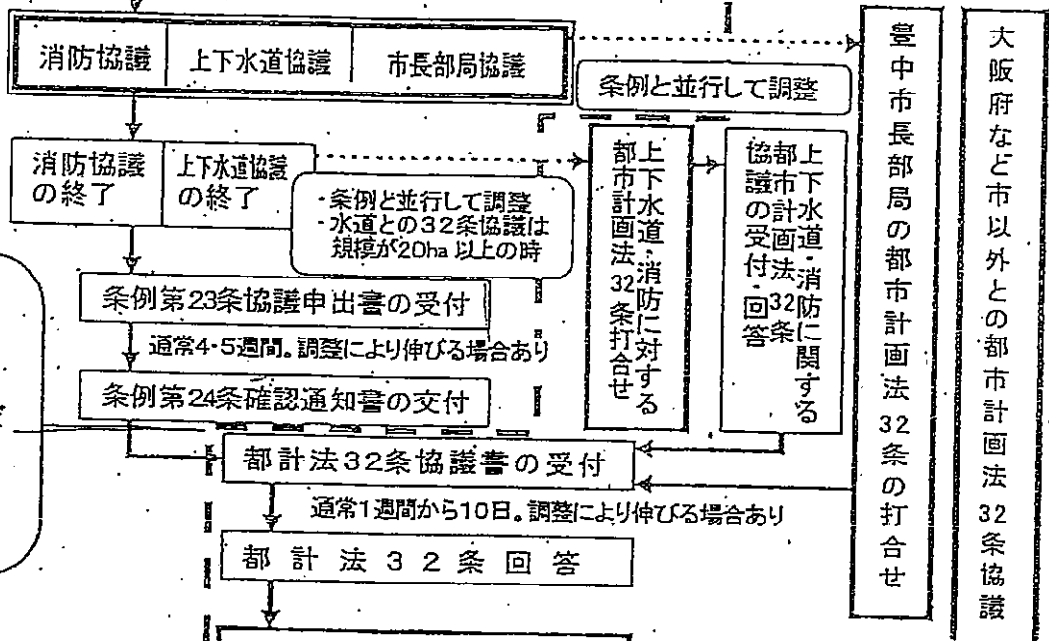 消防協議
上下水道協議
市長部局協議
条例と並行して調整
消防協議
の終了
上下水道協議
の終了
・条例と並行して調整
・水道との32条協議は
規模が20ha以上の時
上下水道・消防に対する
都市計画法32条打合せ
上下水道・消防に関する
都市計画法32条
協議の受付・回答
豊中市長部局の都市計画法32条の打合せ
大阪府など市以外との都市計画法32条協議
条例第23条協議申出書の受付
通常4・5週間。調整により伸びる場合あり
条例第24条確認通知書の交付
都計法32条協議書の受付
通常1週間から10日。調整により伸びる場合あり
都計法32条回答